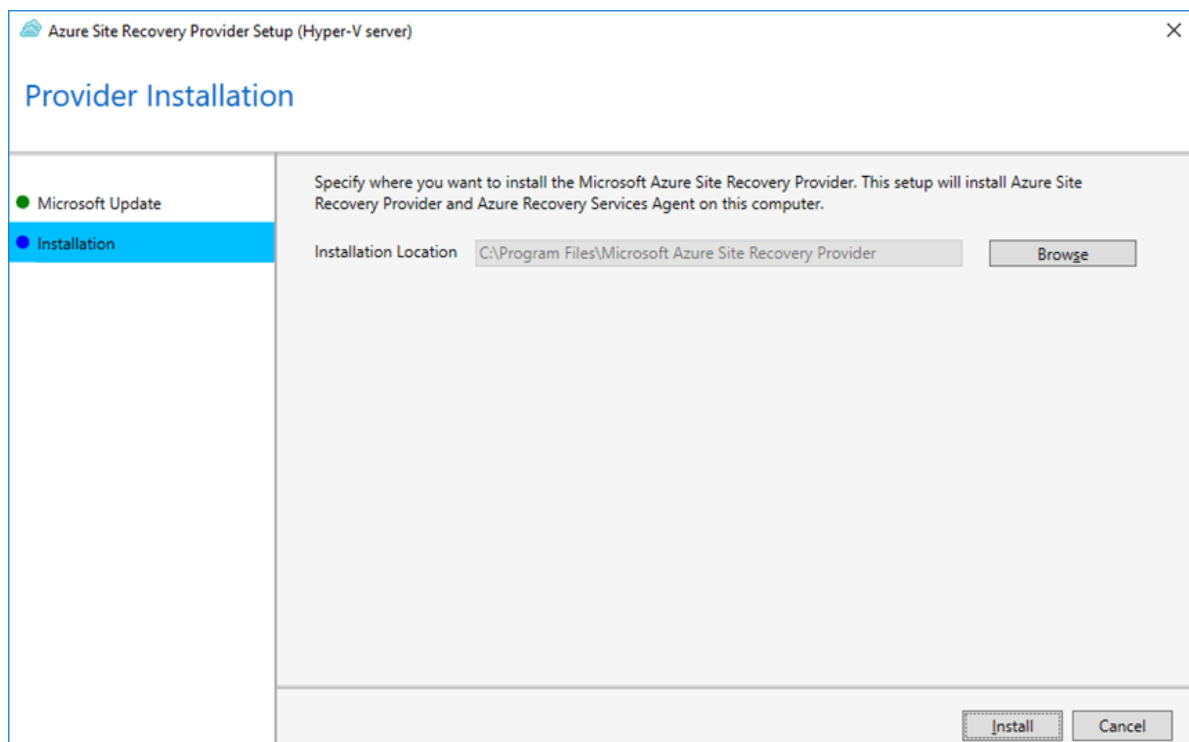 Azure Site Recovery Provider Setup (Hyper-V server)
Provider Installation
Microsoft Update
Installation
Specify where you want to install the Microsoft Azure Site Recovery Provider. This setup will install Azure Site
Recovery Provider and Azure Recovery Services Agent on this computer.
Installation Location C:\Program Files\Microsoft Azure Site Recovery Provider Browse
Install Cancel